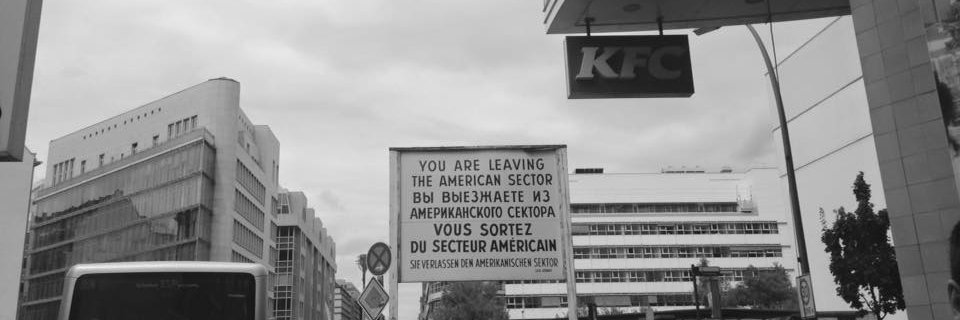 KFC
YOU ARE LEAVING
THE AMERICAN SECTOR
ВЫ ВЫЕЗЖАЕТЕ ИЗ
АМЕРИКАНСКОГО СЕКТОРА
VOUS SORTEZ
DU SECTEUR AMÉRICAIN
SIE VERLASSEN DEN AMERIKANISCHEN SEKTOR